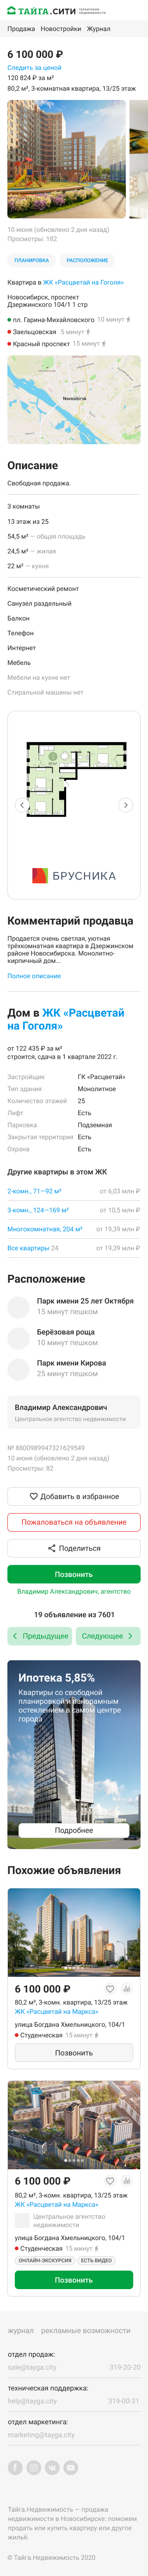 ТАЙГА.СИТИ
Продажа Новостройки Журнал
6 100 000 ₽
Следить за ценой
120 824 ₽ за м²
80,2 м², 3-комнатная квартира, 13/25 этаж
10 июня (обновлено 2 дня назад)
Просмотры: 182
ПЛАНИРОВКА РАСПОЛОЖЕНИЕ
Квартира в ЖК «Расцветай на Гоголя»
Новосибирск, проспект
Дзержинского 104/1 1 стр
пл. Гарина-Михайловского 10 минут
Заельцовская 5 минут
Красный проспект 15 минут
Novosibirsk
Описание
Свободная продажа.
3 комнаты
13 этаж из 25
54,5 м² — общая площадь
24,5 м² — жилая
22 м² — кухня
Косметический ремонт
Санузел раздельный
Балкон
Телефон
Интернет
Мебель
Мебели на кухне нет
Стиральной машины нет
БРУСНИКА
Комментарий продавца
Продается очень светлая, уютная
трёхкомнатная квартира в Дзержинском
районе Новосибирска. Монолитно-
кирпичный дом...
Полное описание
Дом в ЖК «Расцветай
на Гоголя»
от 122 435 ₽ за м²
строится, сдача в 1 квартале 2022 г.
Застройщик ГК «Расцветай»
Тип здания Монолитное
Количество этажей 25
Лифт Есть
Парковка Подземная
Закрытая территория Есть
Охрана Есть
Другие квартиры в этом ЖК
2-комн., 71—92 м² от 6,03 млн ₽
3-комн., 124—169 м² от 10,5 млн ₽
Многокомнатная, 204 м² от 19,39 млн ₽
Все квартиры 24 от 19,39 млн ₽
Расположение
Парк имени 25 лет Октября
15 минут пешком
Берёзовая роща
10 минут пешком
Парк имени Кирова
25 минут пешком
Владимир Александрович
Центральное агентство недвижимости
№ 8800989947321629549
10 июня (обновлено 2 дня назад)
Просмотры: 82
Добавить в избранное
Пожаловаться на объявление
Поделиться
Позвонить
Владимир Александрович, агентство
19 объявление из 7601
Предыдущее Следующее
Ипотека 5,85%
Квартиры со свободной
планировкой и панорамным
остеклением в самом центре
города
Подробнее
Похожие объявления
6 100 000 ₽
80,2 м², 3-комн. квартира, 13/25 этаж
ЖК «Расцветай на Маркса»
улица Богдана Хмельницкого, 104/1
Студенческая 15 минут
Позвонить
6 100 000 ₽
80,2 м², 3-комн. квартира, 13/25 этаж
ЖК «Расцветай на Маркса»
Центральное агентство
недвижимости
улица Богдана Хмельницкого, 104/1
Студенческая 15 минут
ОНЛАЙН-ЭКСКУРСИЯ ЕСТЬ ВИДЕО
Позвонить
журнал рекламные возможности
отдел продаж:
sale@tayga.city 319-20-20
техническая поддержка:
help@tayga.city 319-00-31
отдел маркетинга:
marketing@tayga.city
Тайга.Недвижимость — продажа
недвижимости в Новосибирске: поможем
продать или купить квартиру или другое
жильё.
© Тайга.Недвижимость 2020